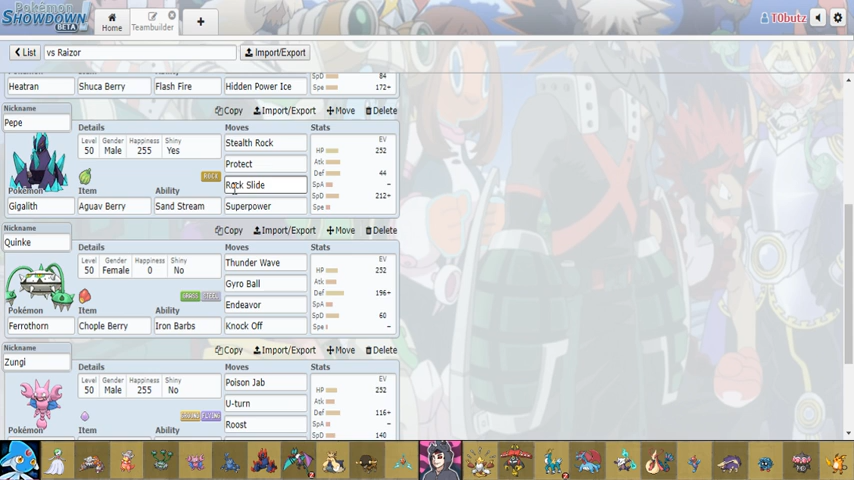 Pokémon
SHOWDOWN
BETA
Home
Teambuilder
T0butz
List
vs Raizor
Import/Export
Pokémon Item Ability SpD 84
Heatran Shuca Berry Flash Fire Hidden Power Ice Spe 172+
Nickname
Pepe
Copy Import/Export Move Delete
Details Moves Stats
Level Gender Happiness Shiny
50 Male 255 Yes
Stealth Rock
Protect
Rock Slide
Superpower
EV
HP 252
Atk
Def 44
SpA -
SpD 212+
Spe
ROCK
Pokémon Item Ability
Gigalith Aguav Berry Sand Stream
Nickname
Quinke
Copy Import/Export Move Delete
Details Moves Stats
Level Gender Happiness Shiny
50 Female 0 No
Thunder Wave
Gyro Ball
Endeavor
Knock Off
EV
HP 252
Atk
Def 196+
SpA
SpD 60
Spe -
GRASS STEEL
Pokémon Item Ability
Ferrothorn Chople Berry Iron Barbs
Nickname
Zungi
Copy Import/Export Move Delete
Details Moves Stats
Level Gender Happiness Shiny
50 Male 255 No
Poison Jab
U-turn
Roost
EV
HP 252
Atk
Def 116+
SpA
SpD 140
GROUND FLYING
Pokémon Item Ability